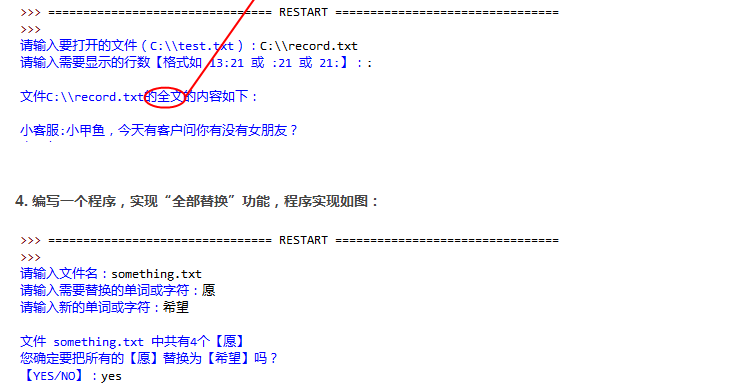 >>> ================================ RESTART ================================
>>>
请输入要打开的文件（C:\\test.txt）：C:\\record.txt
请输入需要显示的行数【格式如 13:21 或 :21 或 21:】：:
文件C:\\record.txt的全文的内容如下：
小客服:小甲鱼，今天有客户问你有没有女朋友？
4. 编写一个程序，实现“全部替换”功能，程序实现如图：
>>> ================================ RESTART ================================
>>>
请输入文件名：something.txt
请输入需要替换的单词或字符：愿
请输入新的单词或字符：希望
文件 something.txt 中共有4个【愿】
您确定要把所有的【愿】替换为【希望】吗？
【YES/NO】：yes